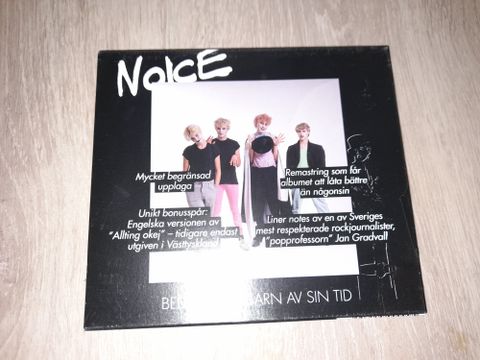 NOICE
Mycket begränsad
upplaga
Remastring som får
albumet att låta bättre
än någonsin
Unikt bonusspår:
Engelska versionen av
"Allting okej" – tidigare endast
utgiven i Västtyskland
Liner notes av en av Sveriges
mest respekterade rockjournalister,
"popprofessorn" Jan Gradvall
BARN AV SIN TID